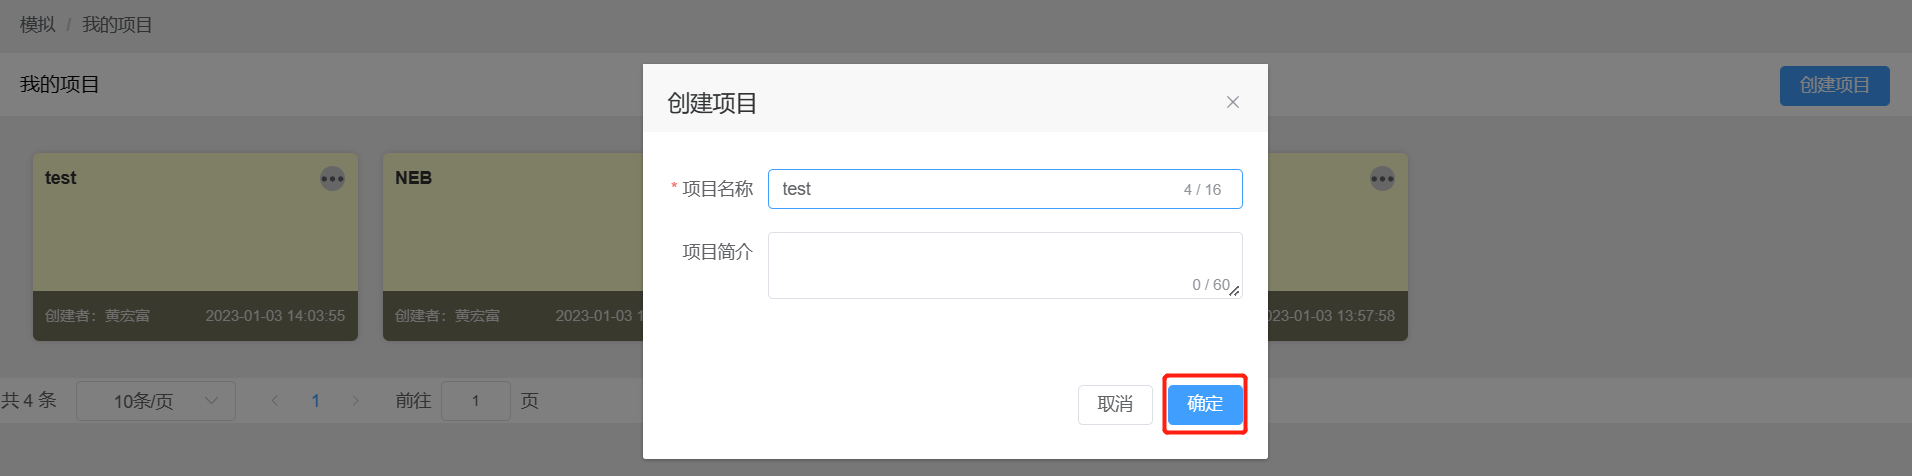 模拟 / 我的项目
我的项目
创建项目
test
创建者：黄宏富 2023-01-03 14:03:55
NEB
创建者：黄宏富 2023-01-03 1
023-01-03 13:57:58
共 4 条 10条/页 1 前往 1 页
创建项目
* 项目名称 test 4 / 16
项目简介 0 / 60
取消 确定